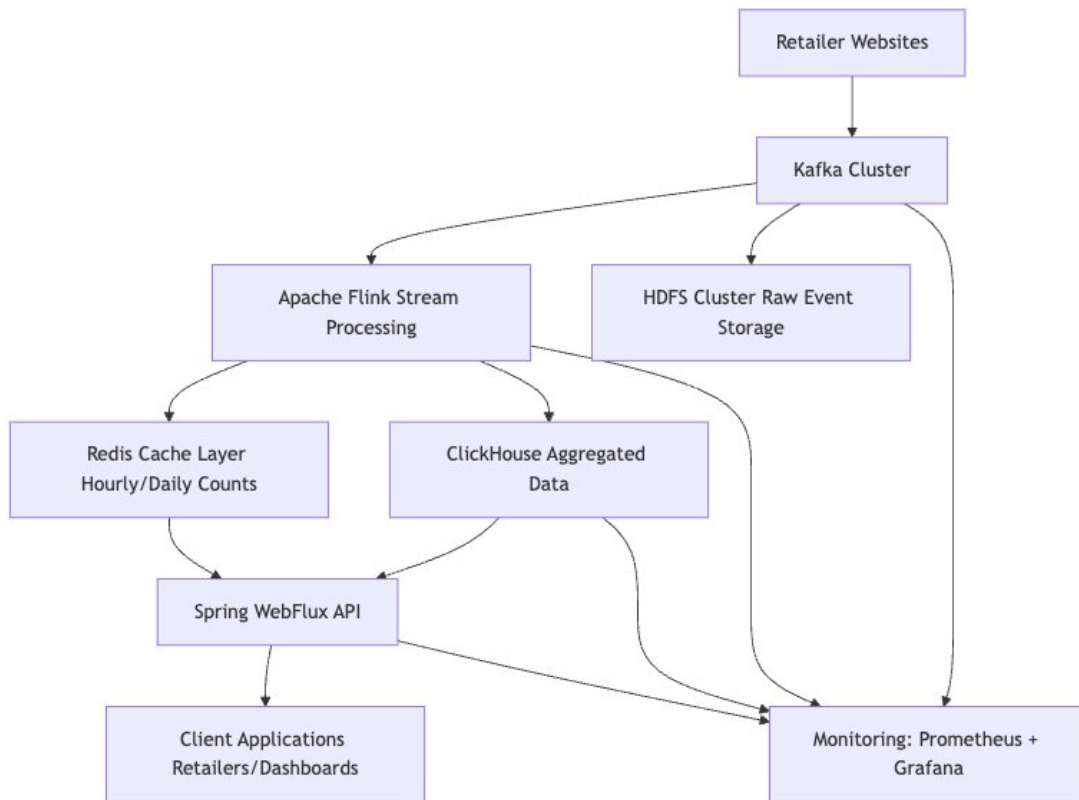 Retailer Websites
Kafka Cluster
Apache Flink Stream
Processing
HDFS Cluster Raw Event
Storage
Redis Cache Layer
Hourly/Daily Counts
ClickHouse Aggregated
Data
Spring WebFlux API
Client Applications
Retailers/Dashboards
Monitoring: Prometheus +
Grafana